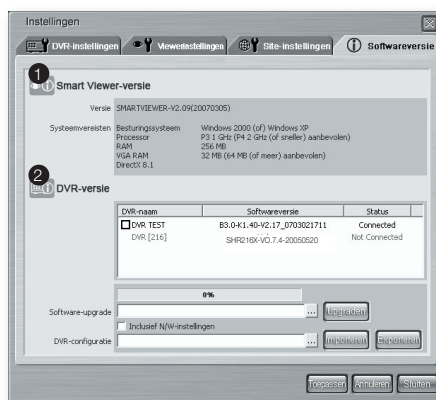 Instellingen
DVR-instellingen Viewerinstellingen Site-instellingen Softwareversie
1
Smart Viewer-versie
Versie SMARTVIEWER-V2.09(20070305)
Systeemvereisten Besturingssysteem Windows 2000 (of) Windows XP
Processor P3 1 GHz (P4 2 GHz (of sneller) aanbevolen)
RAM 256 MB
VGA RAM 32 MB (64 MB (of meer) aanbevolen)
DirectX 8.1
2
DVR-versie
DVR-naam Softwareversie Status
DVR TEST B3.0-K1.40-V2.17_0703021711 Connected
DVR [216] SHR216X-VO.7.4-20050520 Not Connected
0%
Software-upgrade ... Upgraden
Inclusief N/W-instellingen
DVR-configuratie ... Importeren Exporteren
Toepassen Annuleren Sluiten